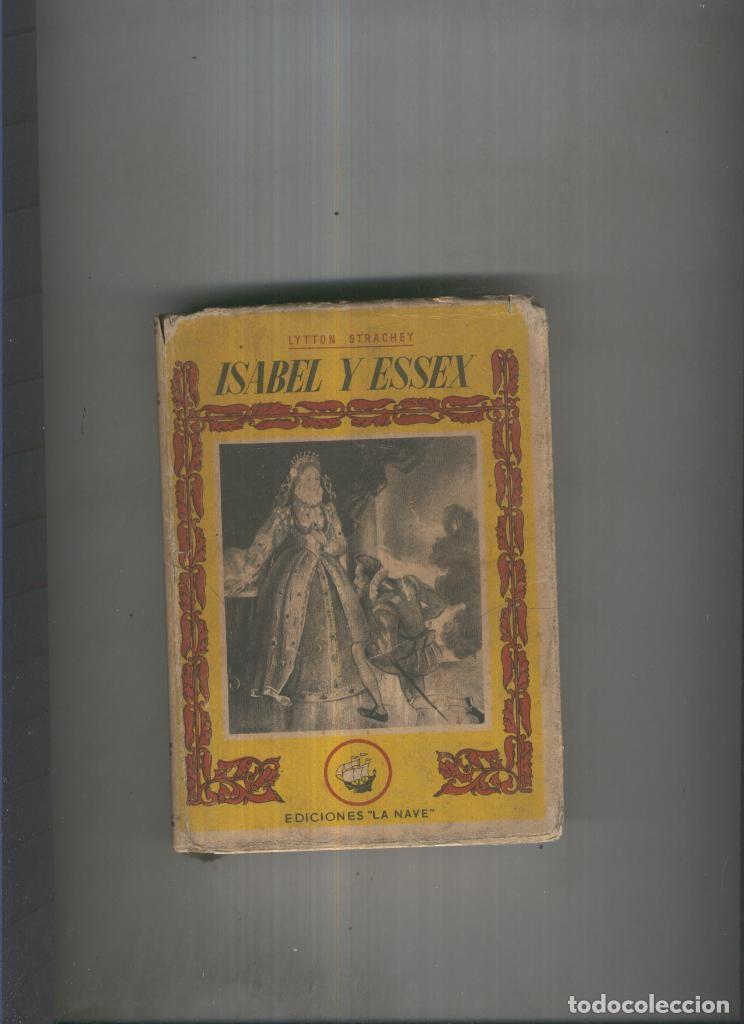 LYTTON STRACHEY
ISABEL Y ESSEX
EDICIONES "LA NAVE"
todocoleccion